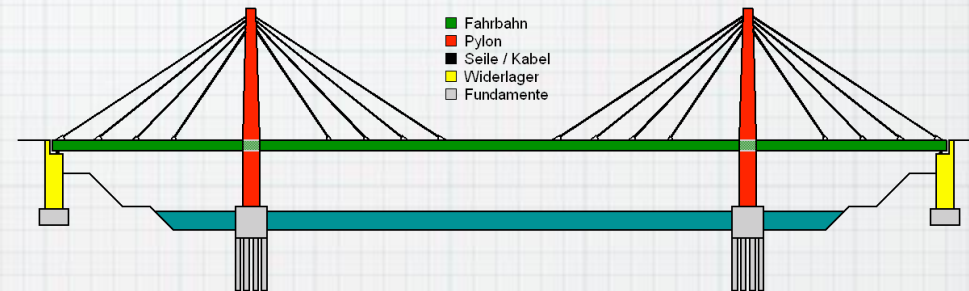 Fahrbahn
Pylon
Seile / Kabel
Widerlager
Fundamente